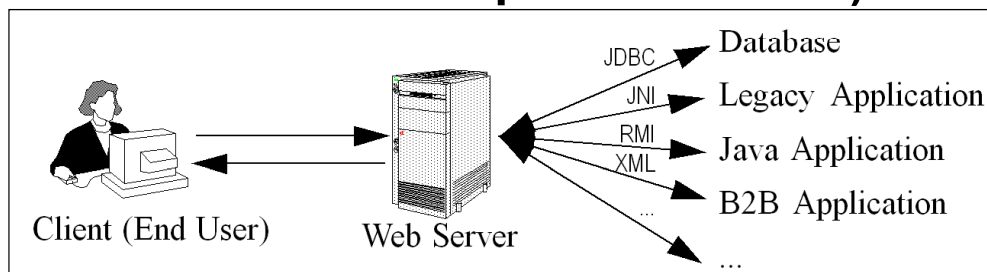 JDBC
Database
JNI
Legacy Application
RMI
Java Application
XML
B2B Application
...
...
Client (End User)
Web Server